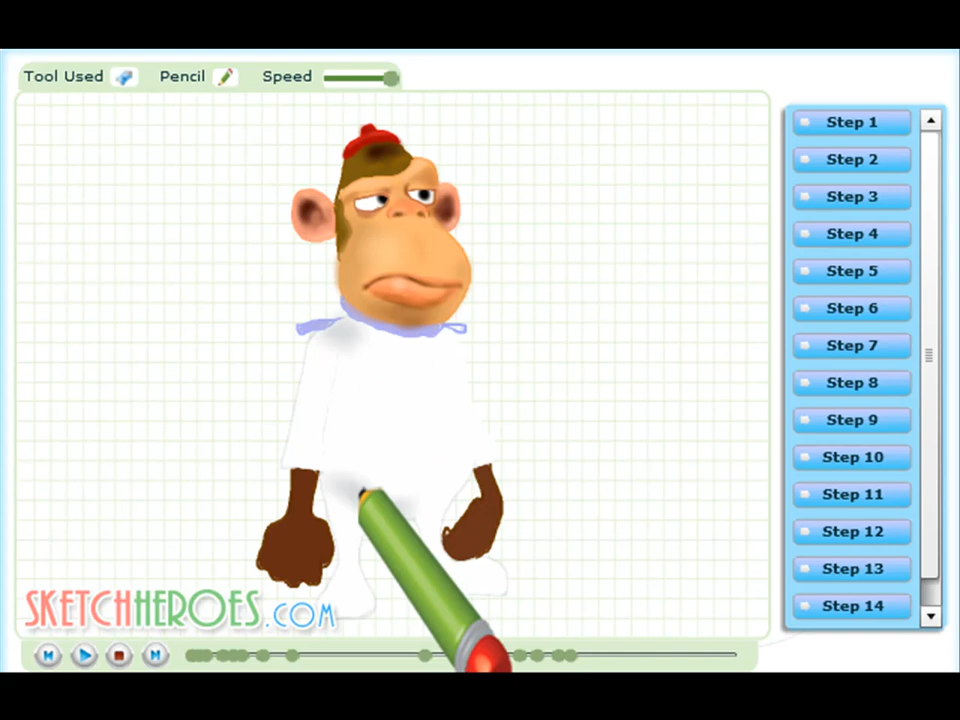 Tool Used Pencil Speed
Step 1
Step 2
Step 3
Step 4
Step 5
Step 6
Step 7
Step 8
Step 9
Step 10
Step 11
Step 12
Step 13
Step 14
SKETCHHEROES.COM